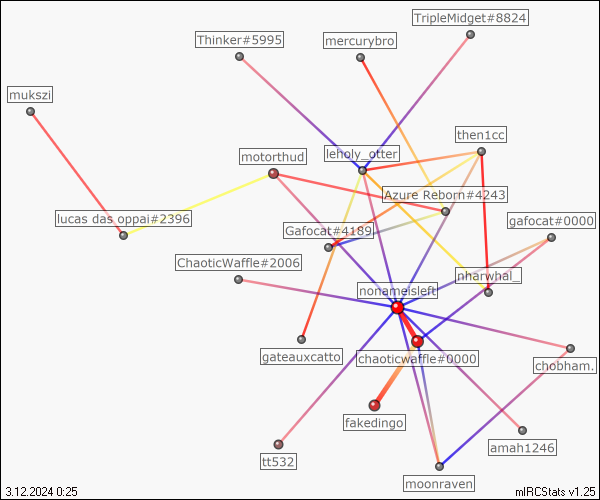 TripleMidget#8824
Thinker#5995
mercurybro
mukszi
then1cc
motorthud
leholy_otter
Azure Reborn#4243
lucas das oppai#2396
gafocat#0000
Gafocat#4189
ChaoticWaffle#2006
nharwhal_
nonameisleft
gateauxcatto
chaoticwaffle#0000
chobham.
fakedingo
amah1246
tt532
moonraven
3.12.2024 0:25
mIRCStats v1.25